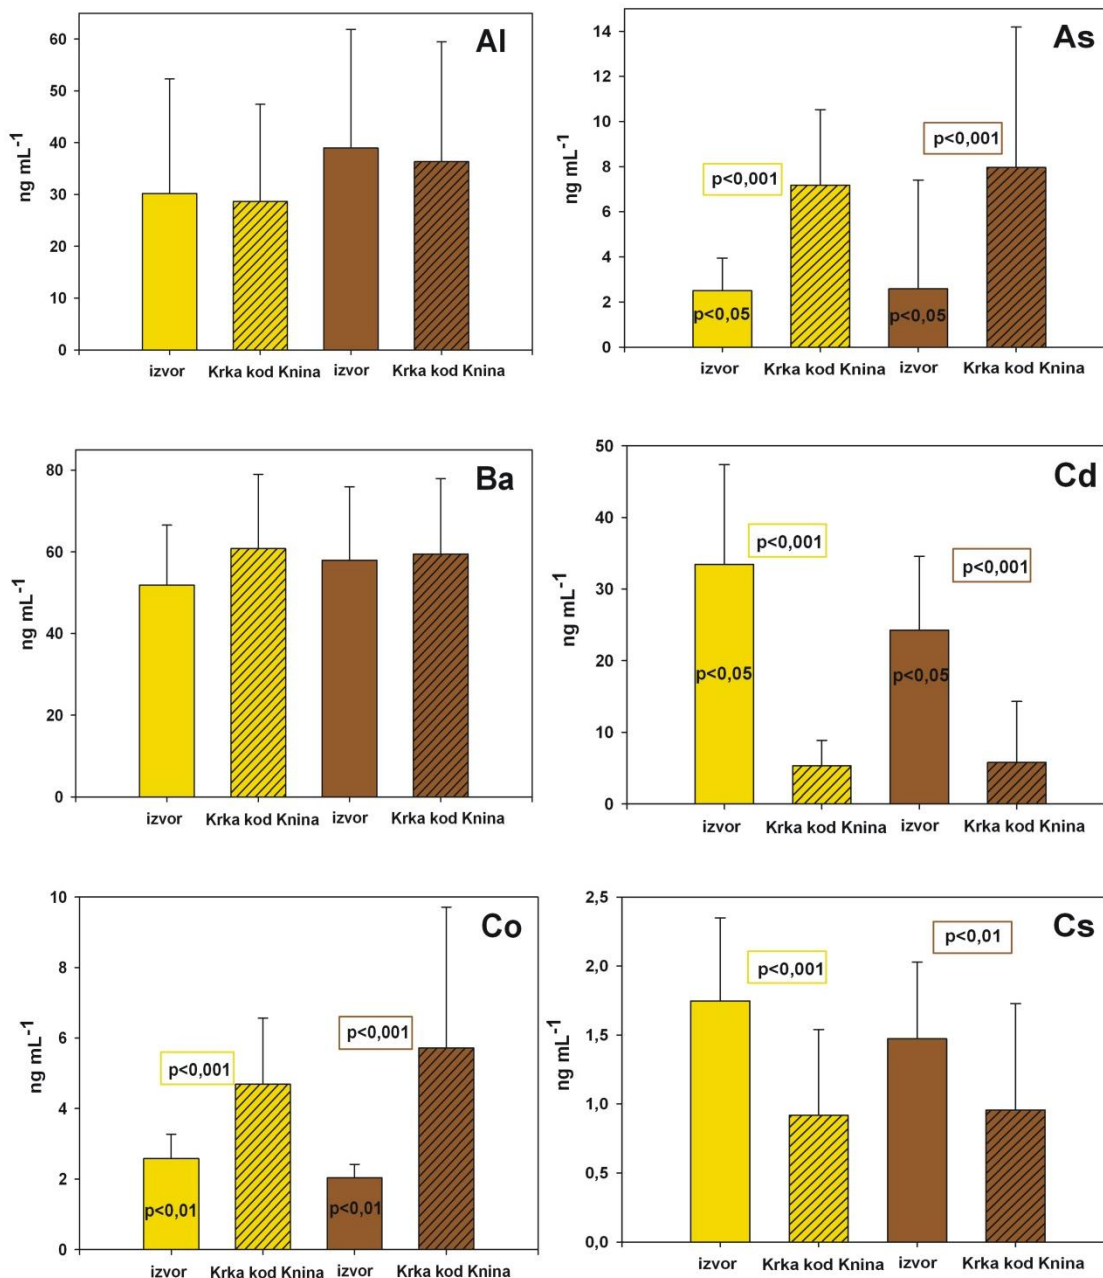 Al
ng mL-1
60
50
40
30
20
10
0
izvor
Krka kod Knina
izvor
Krka kod Knina
As
ng mL-1
14
12
10
8
6
4
2
0
p<0,001
p<0,001
p<0,05
p<0,05
izvor
Krka kod Knina
izvor
Krka kod Knina
Ba
ng mL-1
80
60
40
20
0
izvor
Krka kod Knina
izvor
Krka kod Knina
Cd
ng mL-1
50
40
30
20
10
0
p<0,001
p<0,001
p<0,05
p<0,05
izvor
Krka kod Knina
izvor
Krka kod Knina
Co
ng mL-1
10
8
6
4
2
0
p<0,001
p<0,001
p<0,01
p<0,01
izvor
Krka kod Knina
izvor
Krka kod Knina
Cs
ng mL-1
2,5
2,0
1,5
1,0
0,5
0,0
p<0,01
p<0,001
izvor
Krka kod Knina
izvor
Krka kod Knina